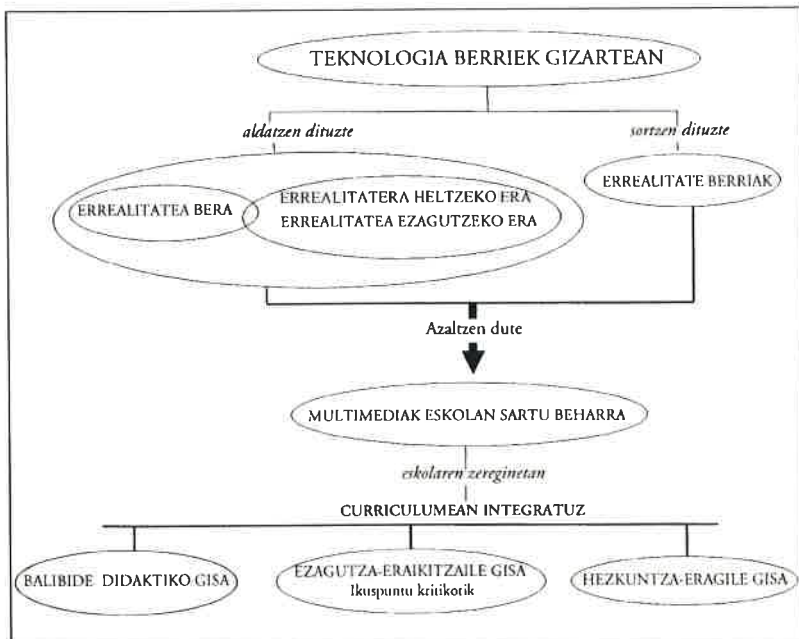 TEKNOLOGIA BERRIEK GIZARTEAN
aldatzen dituzte
sortzen dituzte
ERREALITATEA BERA
ERREALITATERA HELTZEKO ERA
ERREALITATEA EZAGUTZEKO ERA
ERREALITATE BERRIAK
Azaltzen dute
MULTIMEDIAK ESKOLAN SARTU BEHARRA
eskolaren zereginetan
CURRICULUMEAN INTEGRATUZ
BALIBIDE DIDAKTIKO GISA
EZAGUTZA-ERAIKITZAILE GISA
Ikuspuntu kritikotik
HEZKUNTZA-ERAGILE GISA